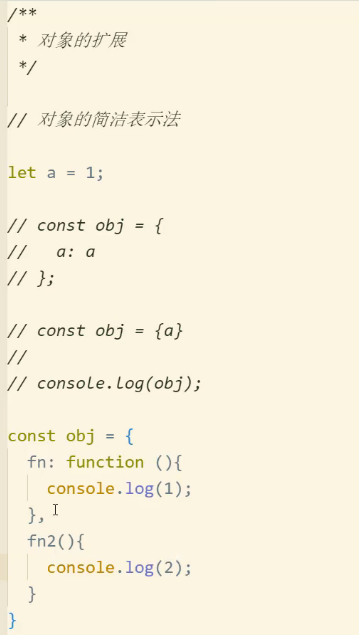 /**
 * 对象的扩展
 */
// 对象的简洁表示法
let a = 1;
// const obj = {
//   a: a
// };
// const obj = {a}
//
// console.log(obj);
const obj = {
  fn: function (){
    console.log(1);
  },
  fn2(){
    console.log(2);
  }
}